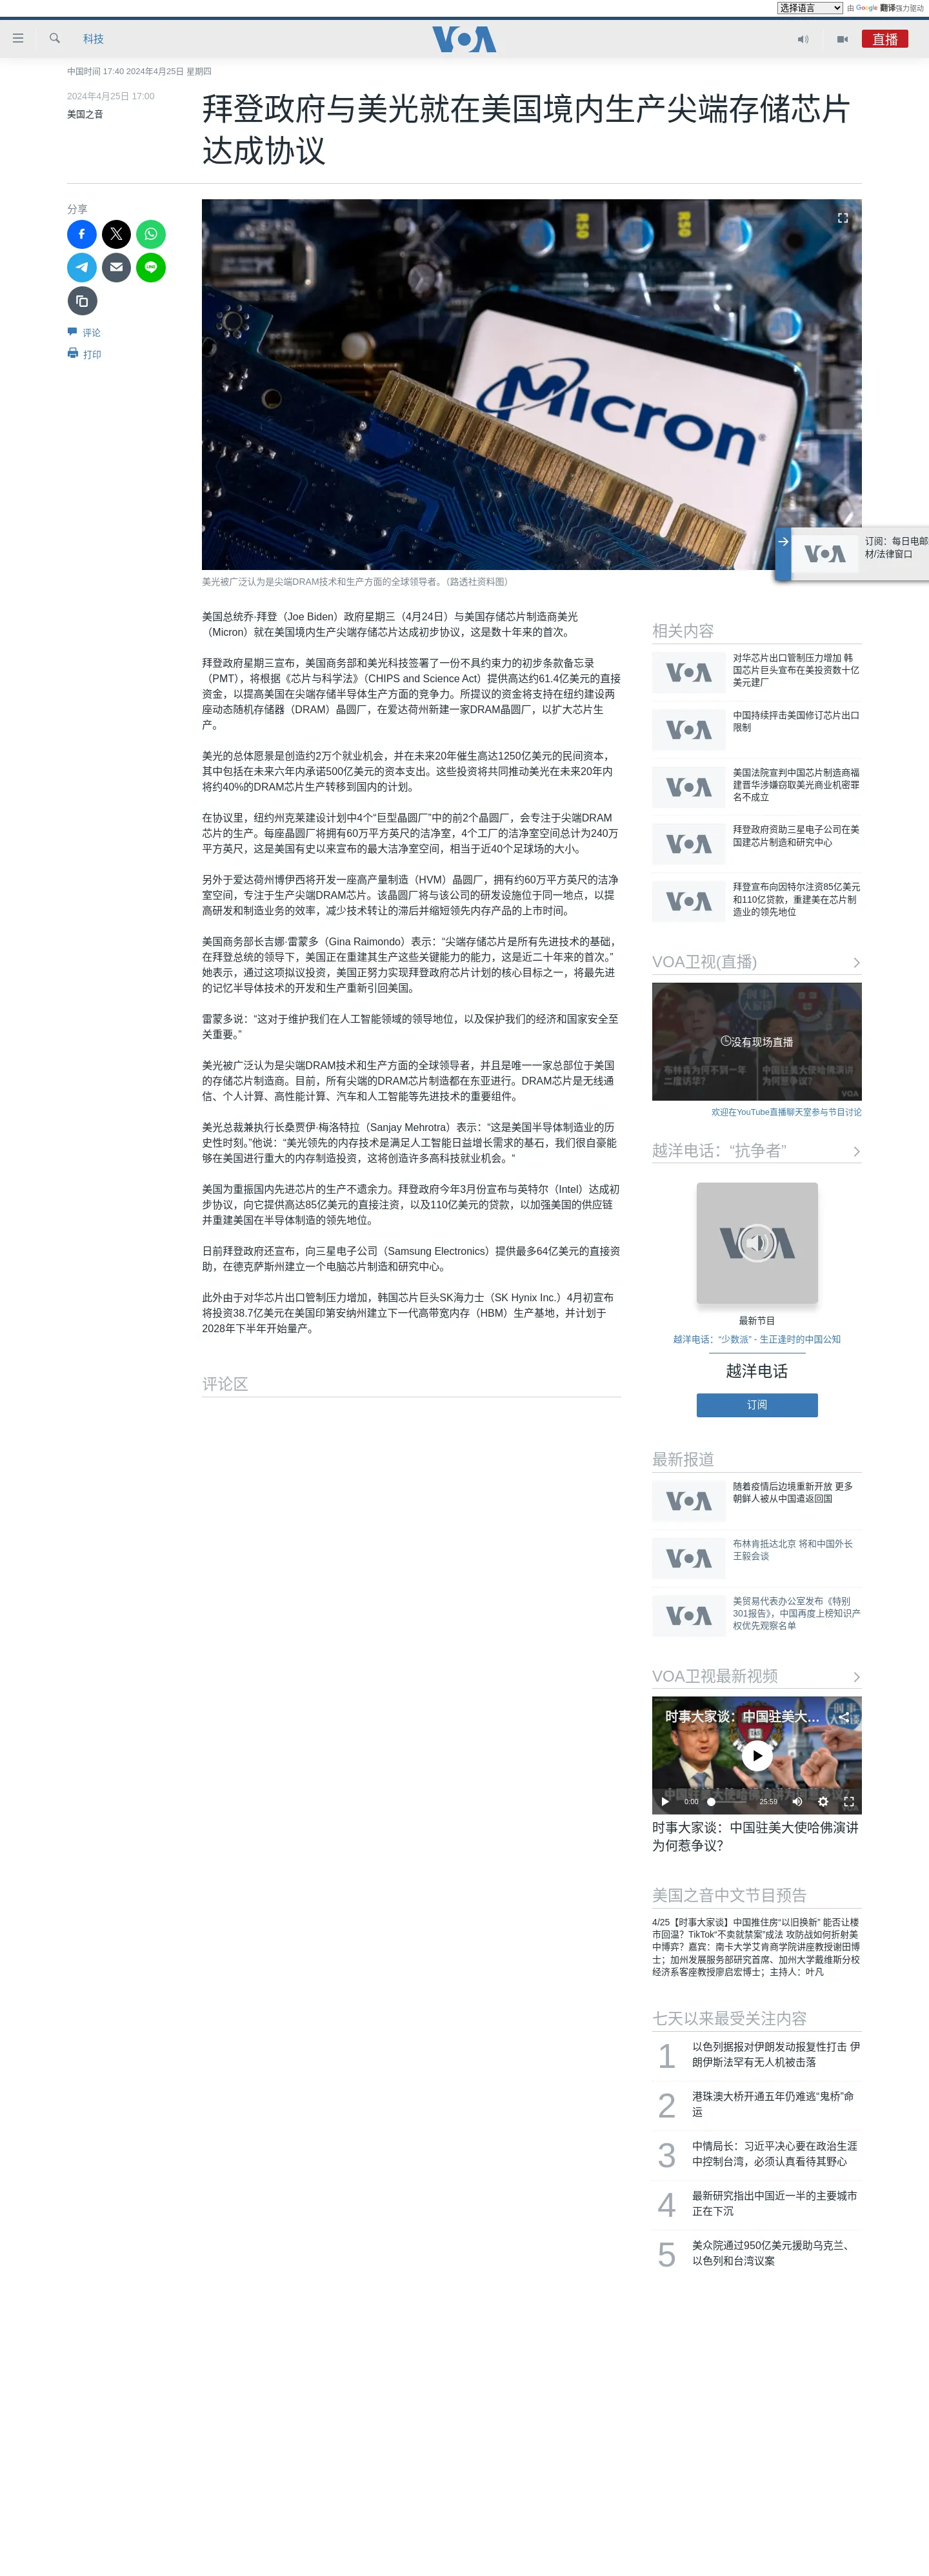 选择语言
由 Google 翻译强力驱动
科技
VOA
直播
中国时间 17:40 2024年4月25日 星期四
2024年4月25日 17:00
美国之音
拜登政府与美光就在美国境内生产尖端存储芯片
达成协议
分享
评论
打印
R50
R50
Micron
美光被广泛认为是尖端DRAM技术和生产方面的全球领导者。（路透社资料图）
VOA
订阅：每日电邮
材/法律窗口
美国总统乔·拜登（Joe Biden）政府星期三（4月24日）与美国存储芯片制造商美光
（Micron）就在美国境内生产尖端存储芯片达成初步协议，这是数十年来的首次。
拜登政府星期三宣布，美国商务部和美光科技签署了一份不具约束力的初步条款备忘录
（PMT），将根据《芯片与科学法》（CHIPS and Science Act）提供高达约61.4亿美元的直接
资金，以提高美国在尖端存储半导体生产方面的竞争力。所提议的资金将支持在纽约建设两
座动态随机存储器（DRAM）晶圆厂，在爱达荷州新建一家DRAM晶圆厂，以扩大芯片生
产。
美光的总体愿景是创造约2万个就业机会，并在未来20年催生高达1250亿美元的民间资本，
其中包括在未来六年内承诺500亿美元的资本支出。这些投资将共同推动美光在未来20年内
将约40%的DRAM芯片生产转移到国内的计划。
在协议里，纽约州克莱建设计划中4个“巨型晶圆厂”中的前2个晶圆厂，会专注于尖端DRAM
芯片的生产。每座晶圆厂将拥有60万平方英尺的洁净室，4个工厂的洁净室空间总计为240万
平方英尺，这是美国有史以来宣布的最大洁净室空间，相当于近40个足球场的大小。
另外于爱达荷州博伊西将开发一座高产量制造（HVM）晶圆厂，拥有约60万平方英尺的洁净
室空间，专注于生产尖端DRAM芯片。该晶圆厂将与该公司的研发设施位于同一地点，以提
高研发和制造业务的效率，减少技术转让的滞后并缩短领先内存产品的上市时间。
美国商务部长吉娜·雷蒙多（Gina Raimondo）表示：“尖端存储芯片是所有先进技术的基础，
在拜登总统的领导下，美国正在重建其生产这些关键能力的能力，这是近二十年来的首次。”
她表示，通过这项拟议投资，美国正努力实现拜登政府芯片计划的核心目标之一，将最先进
的记忆半导体技术的开发和生产重新引回美国。
雷蒙多说：“这对于维护我们在人工智能领域的领导地位，以及保护我们的经济和国家安全至
关重要。”
美光被广泛认为是尖端DRAM技术和生产方面的全球领导者，并且是唯一一家总部位于美国
的存储芯片制造商。目前，所有尖端的DRAM芯片制造都在东亚进行。DRAM芯片是无线通
信、个人计算、高性能计算、汽车和人工智能等先进技术的重要组件。
美光总裁兼执行长桑贾伊·梅洛特拉（Sanjay Mehrotra）表示：“这是美国半导体制造业的历
史性时刻。”他说：“美光领先的内存技术是满足人工智能日益增长需求的基石，我们很自豪能
够在美国进行重大的内存制造投资，这将创造许多高科技就业机会。“
美国为重振国内先进芯片的生产不遗余力。拜登政府今年3月份宣布与英特尔（Intel）达成初
步协议，向它提供高达85亿美元的直接注资，以及110亿美元的贷款，以加强美国的供应链
并重建美国在半导体制造的领先地位。
日前拜登政府还宣布，向三星电子公司（Samsung Electronics）提供最多64亿美元的直接资
助，在德克萨斯州建立一个电脑芯片制造和研究中心。
此外由于对华芯片出口管制压力增加，韩国芯片巨头SK海力士（SK Hynix Inc.）4月初宣布
将投资38.7亿美元在美国印第安纳州建立下一代高带宽内存（HBM）生产基地，并计划于
2028年下半年开始量产。
评论区
相关内容
VOA
对华芯片出口管制压力增加 韩
国芯片巨头宣布在美投资数十亿
美元建厂
VOA
中国持续抨击美国修订芯片出口
限制
VOA
美国法院宣判中国芯片制造商福
建晋华涉嫌窃取美光商业机密罪
名不成立
VOA
拜登政府资助三星电子公司在美
国建芯片制造和研究中心
VOA
拜登宣布向因特尔注资85亿美元
和110亿贷款，重建美在芯片制
造业的领先地位
VOA卫视(直播)
没有现场直播
布林肯为何不到一年
二度访华？
中国驻美大使哈佛演讲
为何惹争议？
VOA
欢迎在YouTube直播聊天室参与节目讨论
越洋电话：“抗争者”
VOA
最新节目
越洋电话：“少数派” - 生正逢时的中国公知
越洋电话
订阅
最新报道
VOA
随着疫情后边境重新开放 更多
朝鲜人被从中国遣返回国
VOA
布林肯抵达北京 将和中国外长
王毅会谈
VOA
美贸易代表办公室发布《特别
301报告》，中国再度上榜知识产
权优先观察名单
VOA卫视最新视频
时事大家谈：中国驻美大...
0:00
25:59
时事大家谈：中国驻美大使哈佛演讲
为何惹争议？
美国之音中文节目预告
4/25【时事大家谈】中国推住房“以旧换新” 能否让楼
市回温？TikTok“不卖就禁案”成法 攻防战如何折射美
中博弈？嘉宾：南卡大学艾肯商学院讲座教授谢田博
士；加州发展服务部研究首席、加州大学戴维斯分校
经济系客座教授廖启宏博士；主持人：叶凡
七天以来最受关注内容
1
以色列据报对伊朗发动报复性打击 伊
朗伊斯法罕有无人机被击落
2
港珠澳大桥开通五年仍难逃“鬼桥”命
运
3
中情局长：习近平决心要在政治生涯
中控制台湾，必须认真看待其野心
4
最新研究指出中国近一半的主要城市
正在下沉
5
美众院通过950亿美元援助乌克兰、
以色列和台湾议案